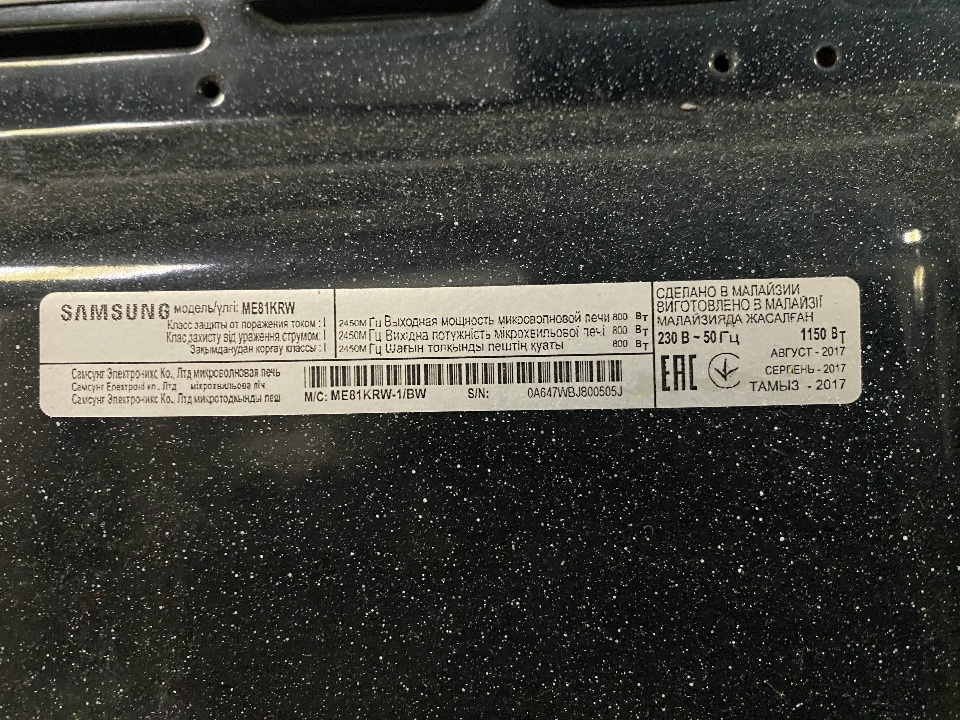 SAMSUNG модель/үлгі: ME81KRW
Класс защиты от поражения током : I
Клас захисту від ураження струмом: I
Зақымданудан қорғау классы : I
2450М Гц Выходная мощность микроволновой печи 800 Вт
2450М Гц Вихідна потужність мікрохвильової печі 800 Вт
2450М Гц Шағын толқынды пештің қуаты 800 Вт
СДЕЛАНО В МАЛАЙЗИИ
ВИГОТОВЛЕНО В МАЛАЗІЇ
МАЛАЙЗИЯДА ЖАСАЛҒАН
230 В ~ 50 Гц 1150 Вт
АВГУСТ - 2017
СЕРПЕНЬ - 2017
ТАМЫЗ - 2017
EAC
Самсунг Электроникс Ко., Лтд микроволновая печь
Самсунг Електронікс Ко., Лтд мікрохвильова піч
Самсунг Электроникс Ко., Лтд микротолқынды пеш
M/C: ME81KRW-1/BW S/N: 0A647WBJ800505J